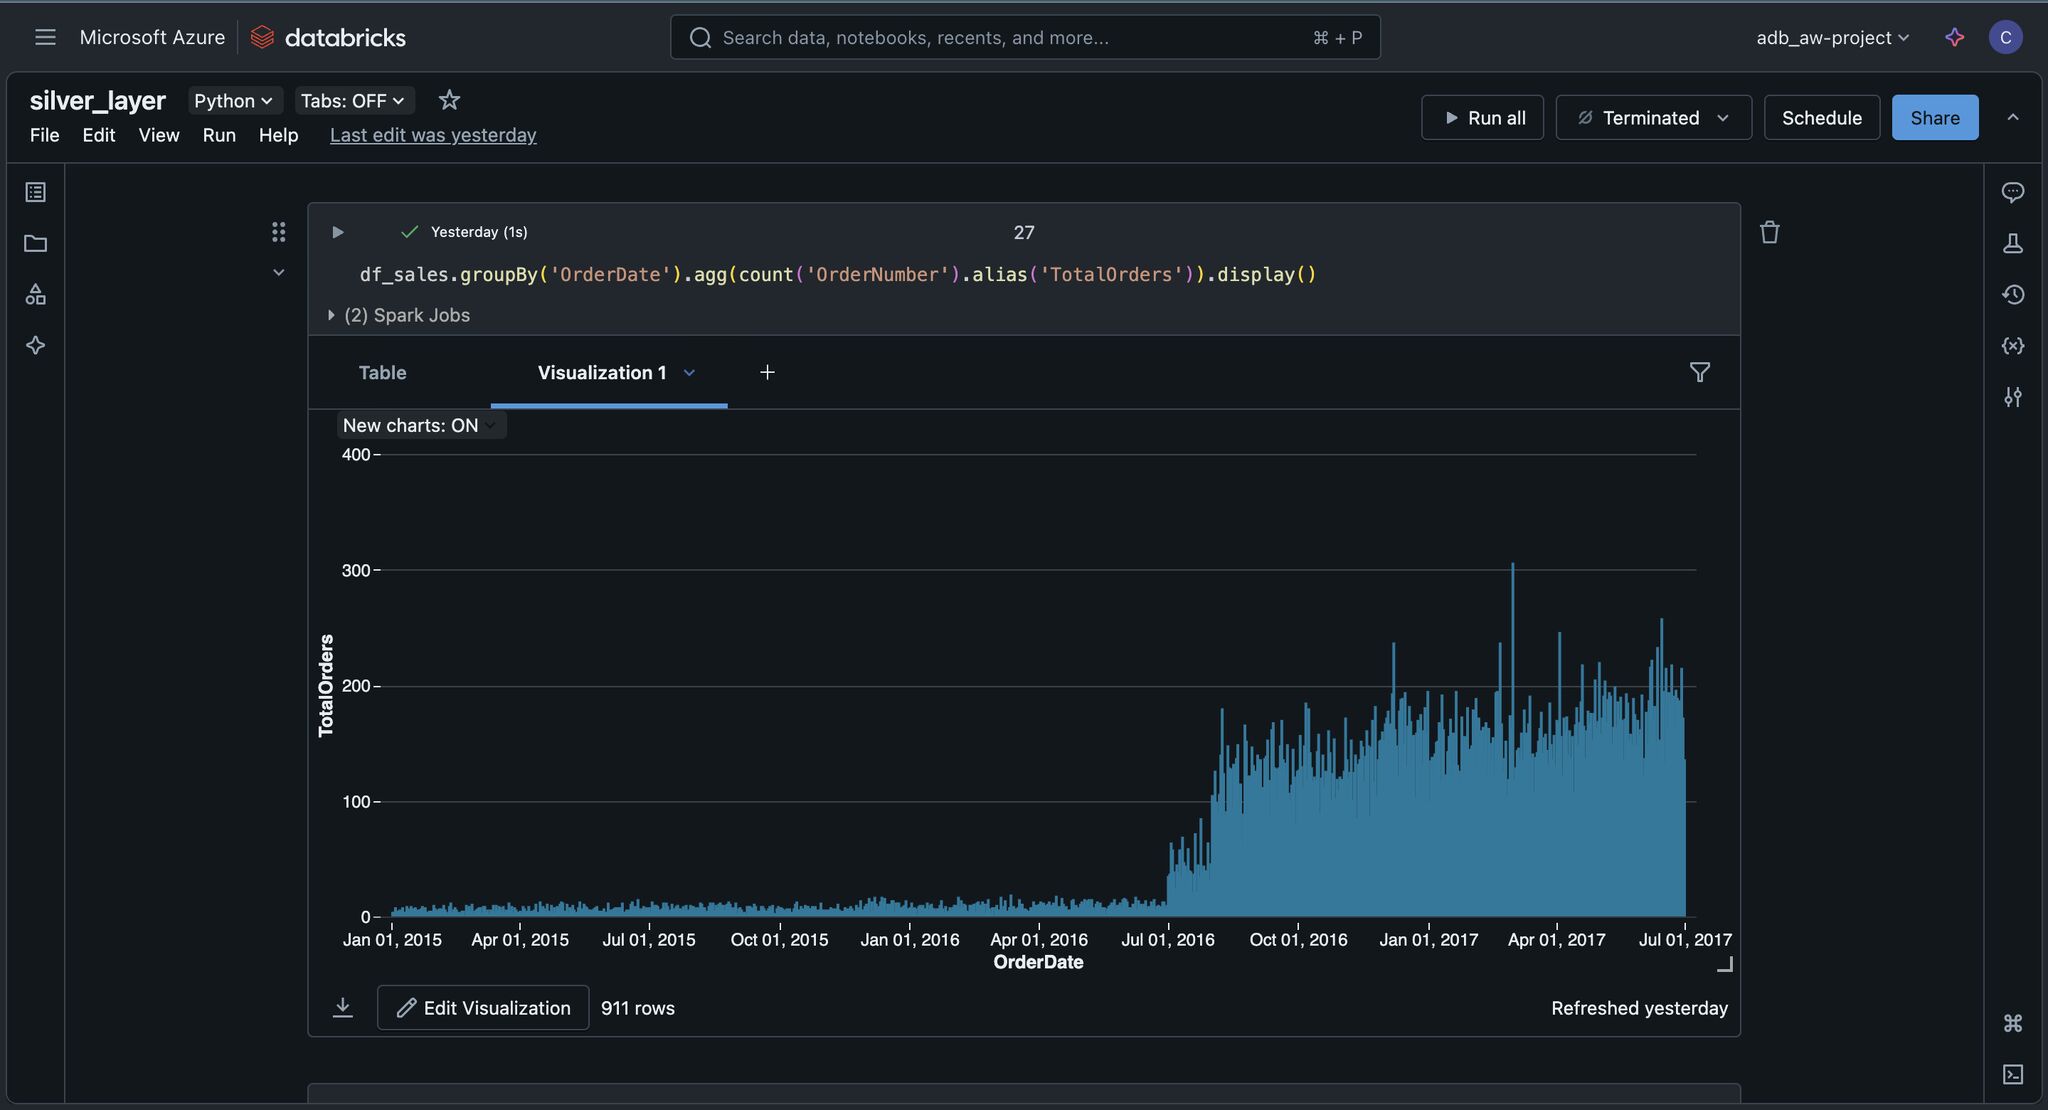 Microsoft Azure databricks Search data, notebooks, recents, and more... ⌘ + P adb_aw-project C
silver_layer Python Tabs: OFF
File Edit View Run Help Last edit was yesterday
Run all Terminated Schedule Share
Yesterday (1s) 27
df_sales.groupBy('OrderDate').agg(count('OrderNumber').alias('TotalOrders')).display()
(2) Spark Jobs
Table Visualization 1 +
New charts: ON
400
300
200
100
0
TotalOrders
Jan 01, 2015 Apr 01, 2015 Jul 01, 2015 Oct 01, 2015 Jan 01, 2016 Apr 01, 2016 Jul 01, 2016 Oct 01, 2016 Jan 01, 2017 Apr 01, 2017 Jul 01, 2017
OrderDate
Edit Visualization 911 rows Refreshed yesterday